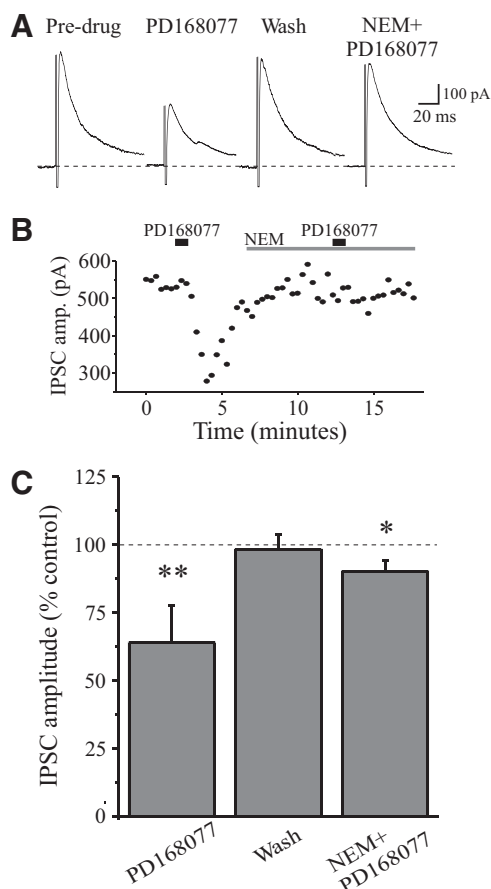 A
Pre-drug PD168077 Wash NEM+
PD168077
100 pA
20 ms
B
PD168077 PD168077
NEM
600
500
400
300
IPSC amp. (pA)
0 5 10 15
Time (minutes)
C
125
100
75
50
25
0
IPSC amplitude (% control)
** *
PD168077 Wash NEM+
PD168077